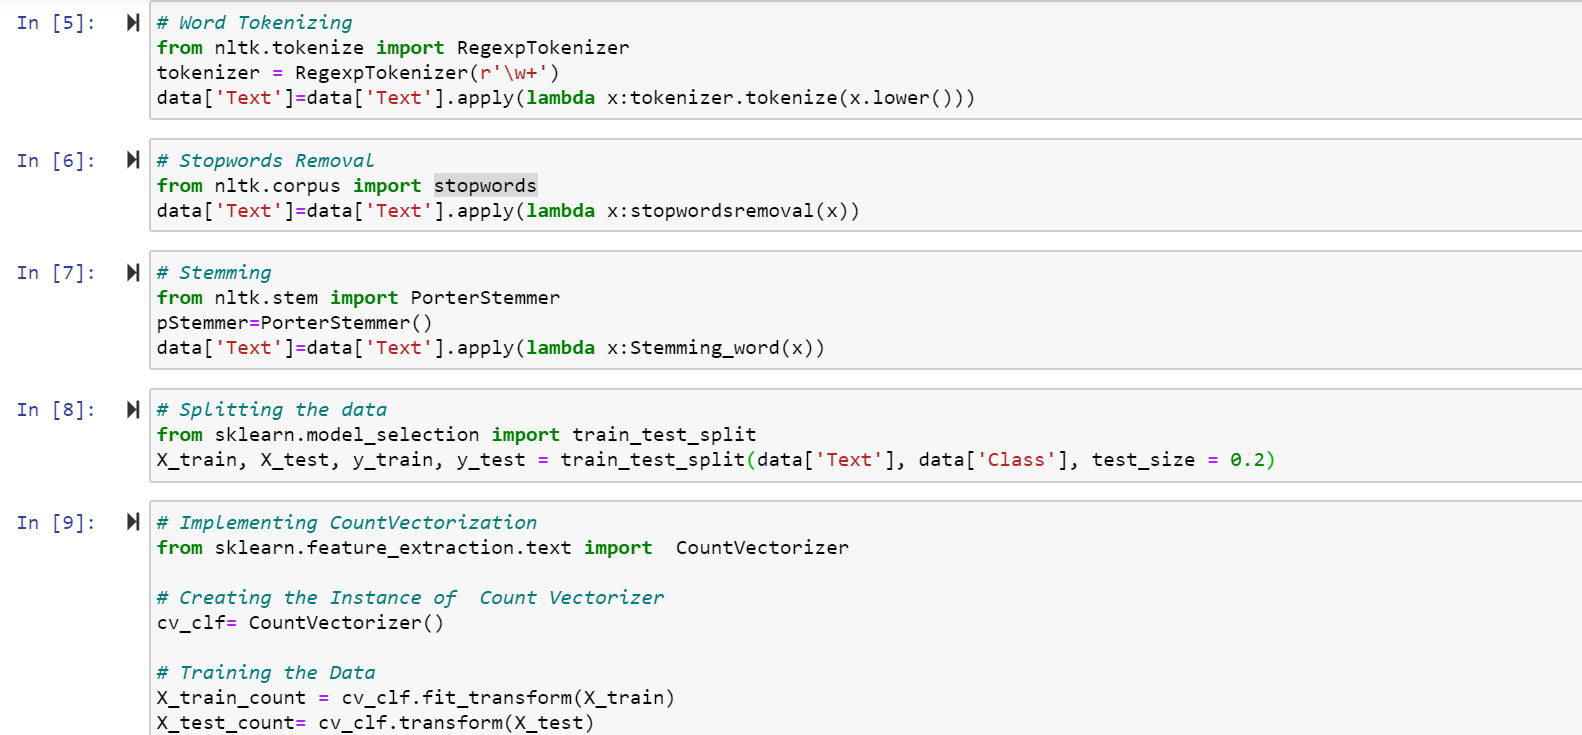 In [5]:
# Word Tokenizing
from nltk.tokenize import RegexpTokenizer
tokenizer = RegexpTokenizer(r'\w+')
data['Text']=data['Text'].apply(lambda x:tokenizer.tokenize(x.lower()))
In [6]:
# Stopwords Removal
from nltk.corpus import stopwords
data['Text']=data['Text'].apply(lambda x:stopwordsremoval(x))
In [7]:
# Stemming
from nltk.stem import PorterStemmer
pStemmer=PorterStemmer()
data['Text']=data['Text'].apply(lambda x:Stemming_word(x))
In [8]:
# Splitting the data
from sklearn.model_selection import train_test_split
X_train, X_test, y_train, y_test = train_test_split(data['Text'], data['Class'], test_size = 0.2)
In [9]:
# Implementing CountVectorization
from sklearn.feature_extraction.text import  CountVectorizer
# Creating the Instance of  Count Vectorizer
cv_clf= CountVectorizer()
# Training the Data
X_train_count = cv_clf.fit_transform(X_train)
X_test_count= cv_clf.transform(X_test)